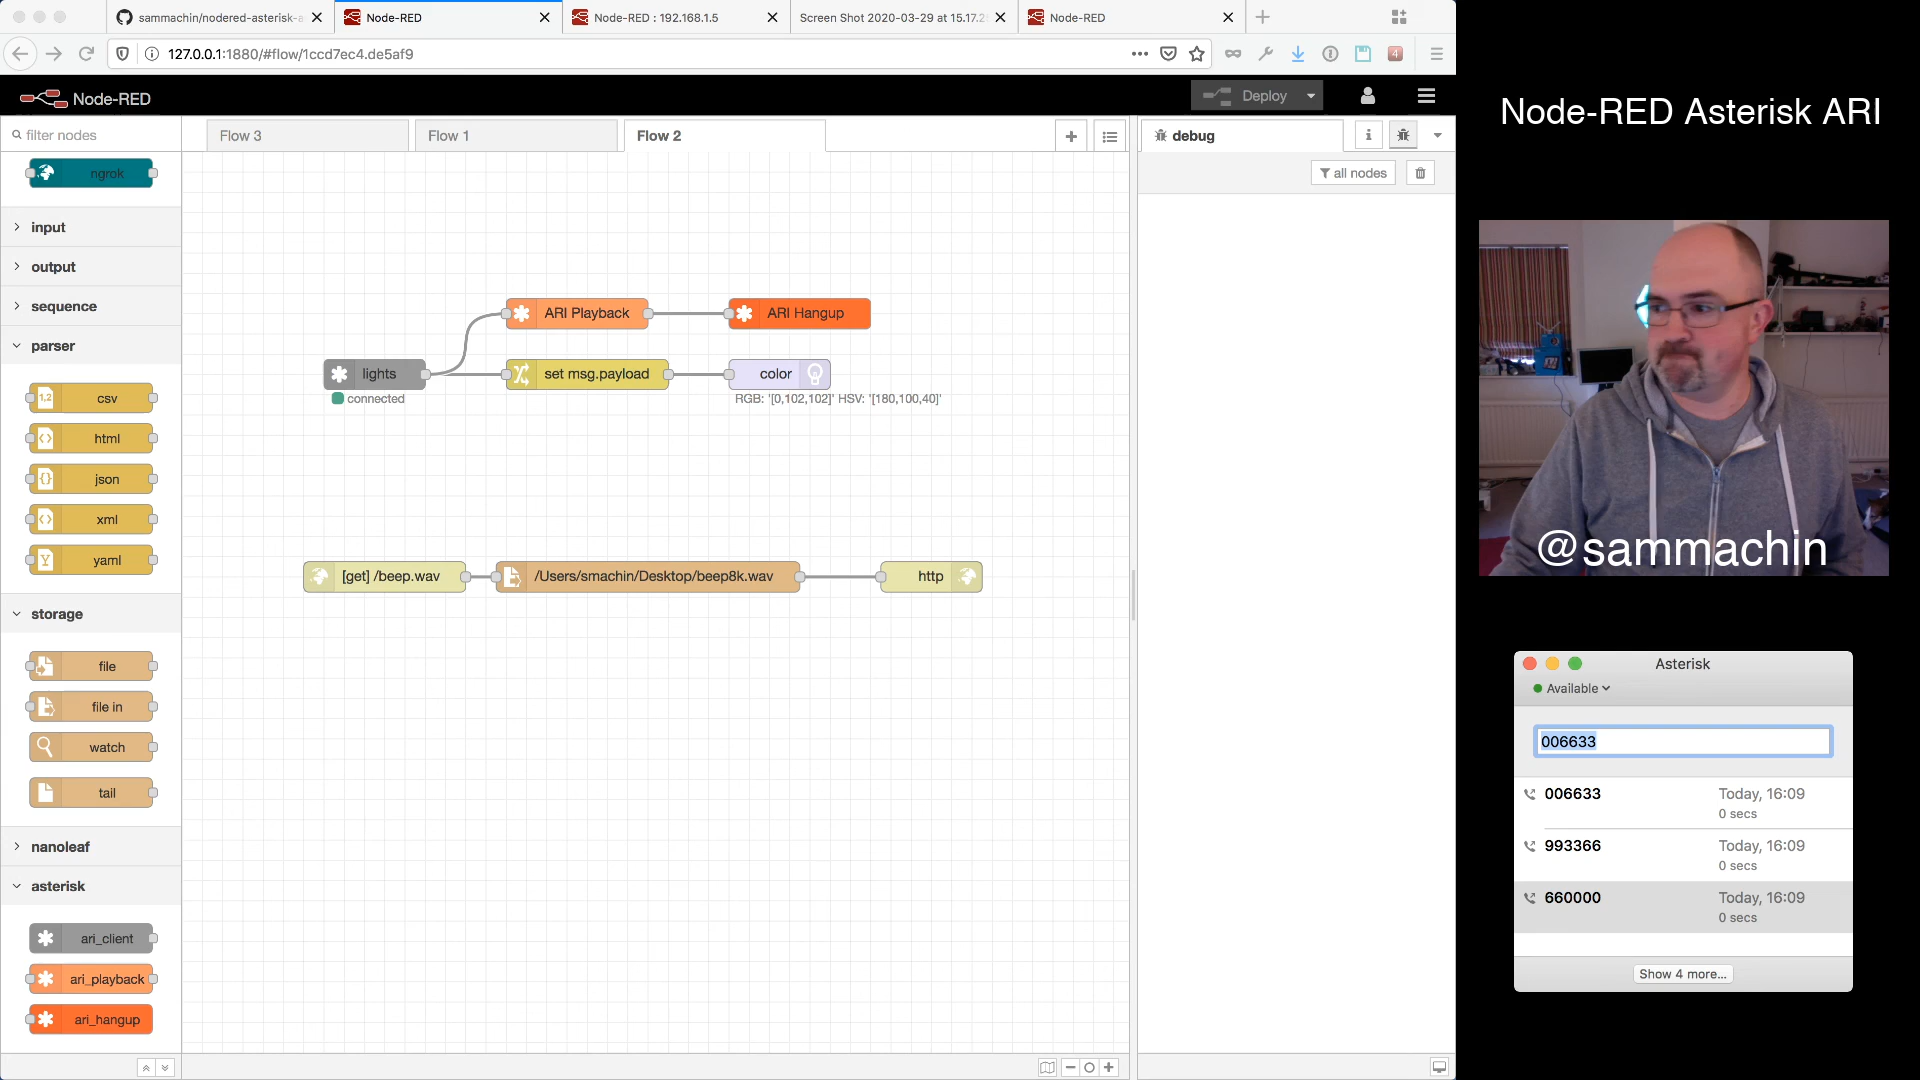 sammachin/nodered-asterisk-a
Node-RED
Node-RED : 192.168.1.5
Screen Shot 2020-03-29 at 15.17.2
Node-RED
127.0.0.1:1880/#flow/1ccd7ec4.de5af9
4
Node-RED
Deploy
filter nodes
Flow 3
Flow 1
Flow 2
debug
i
all nodes
ngrok
input
output
sequence
parser
1,2 csv
html
json
xml
Y yaml
storage
file
file in
watch
tail
nanoleaf
asterisk
ari_client
ari_playback
ari_hangup
ARI Playback
ARI Hangup
lights
set msg.payload
color
connected
RGB: '[0,102,102]' HSV: '[180,100,40]'
[get] /beep.wav
/Users/smachin/Desktop/beep8k.wav
http
Node-RED Asterisk ARI
@sammachin
Asterisk
Available
006633
006633 Today, 16:09
0 secs
993366 Today, 16:09
0 secs
660000 Today, 16:09
0 secs
Show 4 more...